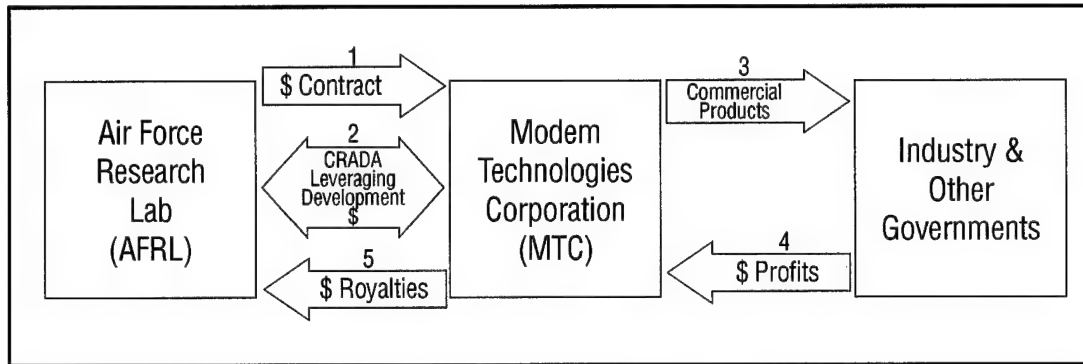 Air Force
Research
Lab
(AFRL)
1
$ Contract
2
CRADA
Leveraging
Development
$
5
$ Royalties
Modem
Technologies
Corporation
(MTC)
3
Commercial
Products
4
$ Profits
Industry &
Other
Governments